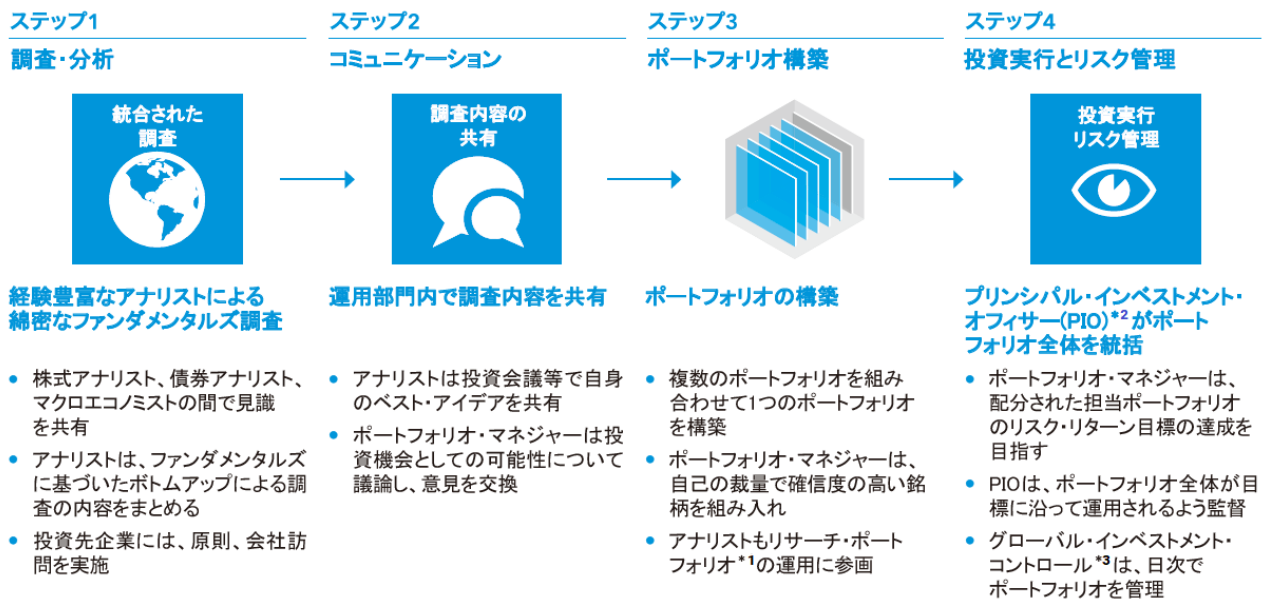 ステップ1
調査・分析
統合された
調査
経験豊富なアナリストによる
綿密なファンダメンタルズ調査
• 株式アナリスト、債券アナリスト、
マクロエコノミストの間で見識
を共有
• アナリストは、ファンダメンタルズ
に基づいたボトムアップによる調
査の内容をまとめる
• 投資先企業には、原則、会社訪
問を実施
ステップ2
コミュニケーション
調査内容の
共有
運用部門内で調査内容を共有
• アナリストは投資会議等で自身
のベスト・アイデアを共有
• ポートフォリオ・マネジャーは投
資機会としての可能性について
議論し、意見を交換
ステップ3
ポートフォリオ構築
ポートフォリオの構築
• 複数のポートフォリオを組み
合わせて1つのポートフォリオ
を構築
• ポートフォリオ・マネジャーは、
自己の裁量で確信度の高い銘
柄を組み入れ
• アナリストもリサーチ・ポート
フォリオ*1の運用に参画
ステップ4
投資実行とリスク管理
投資実行
リスク管理
プリンシパル・インベストメント・
オフィサー(PIO)*2がポート
フォリオ全体を統括
• ポートフォリオ・マネジャーは、
配分された担当ポートフォリオ
のリスク・リターン目標の達成を
目指す
• PIOは、ポートフォリオ全体が目
標に沿って運用されるよう監督
• グローバル・インベストメント・
コントロール*3は、日次で
ポートフォリオを管理